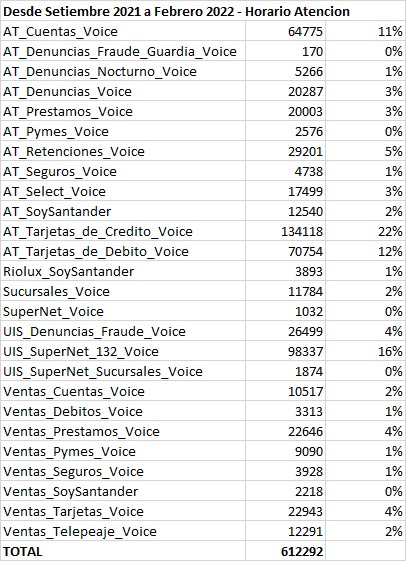 Desde Setiembre 2021 a Febrero 2022 - Horario Atencion
AT_Cuentas_Voice 64775 11%
AT_Denuncias_Fraude_Guardia_Voice 170 0%
AT_Denuncias_Nocturno_Voice 5266 1%
AT_Denuncias_Voice 20287 3%
AT_Prestamos_Voice 20003 3%
AT_Pymes_Voice 2576 0%
AT_Retenciones_Voice 29201 5%
AT_Seguros_Voice 4738 1%
AT_Select_Voice 17499 3%
AT_SoySantander 12540 2%
AT_Tarjetas_de_Credito_Voice 134118 22%
AT_Tarjetas_de_Debito_Voice 70754 12%
Riolux_SoySantander 3893 1%
Sucursales_Voice 11784 2%
SuperNet_Voice 1032 0%
UIS_Denuncias_Fraude_Voice 26499 4%
UIS_SuperNet_132_Voice 98337 16%
UIS_SuperNet_Sucursales_Voice 1874 0%
Ventas_Cuentas_Voice 10517 2%
Ventas_Debitos_Voice 3313 1%
Ventas_Prestamos_Voice 22646 4%
Ventas_Pymes_Voice 9090 1%
Ventas_Seguros_Voice 3928 1%
Ventas_SoySantander 2218 0%
Ventas_Tarjetas_Voice 22943 4%
Ventas_Telepeaje_Voice 12291 2%
TOTAL 612292